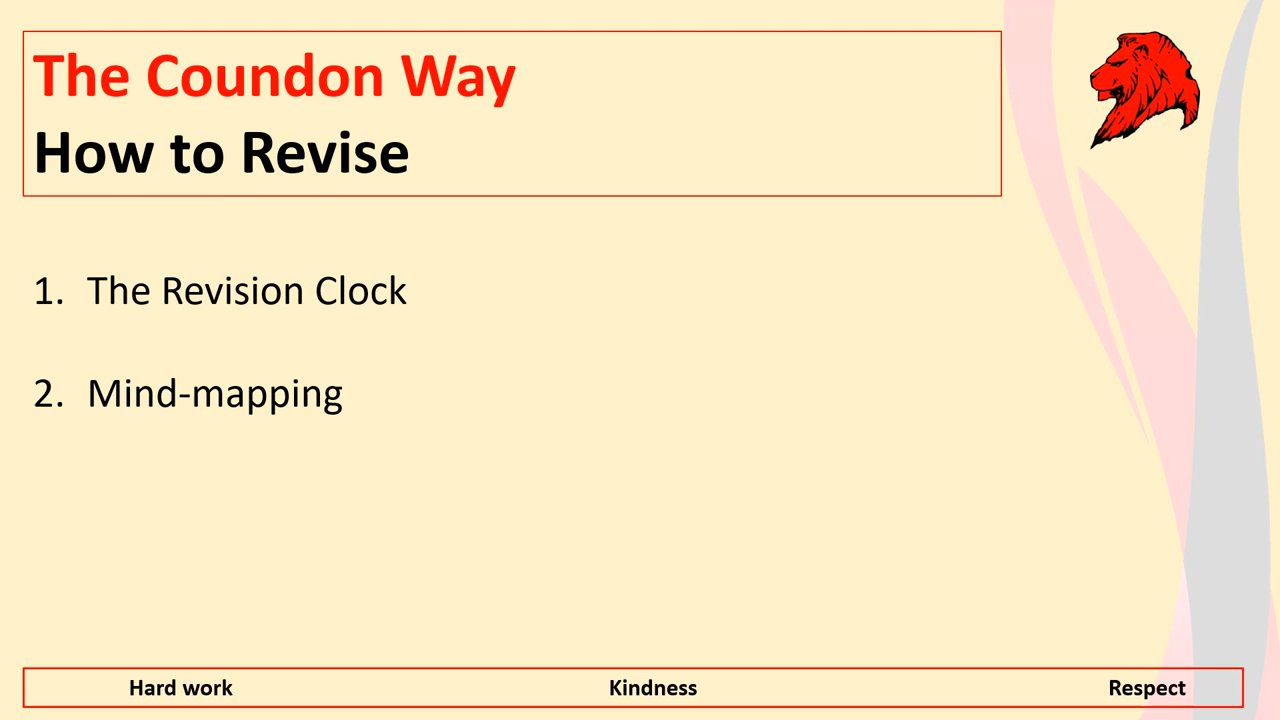 The Coundon Way
How to Revise
1. The Revision Clock
2. Mind-mapping
Hard work Kindness Respect